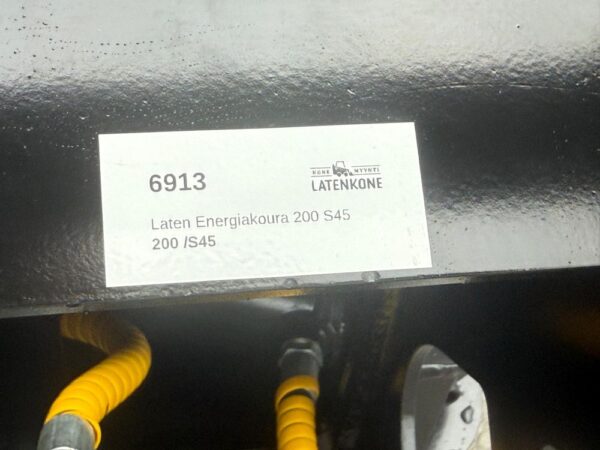 6913
KONE MYYNTI
LATENKONE
Laten Energiakoura 200 S45
200 /S45